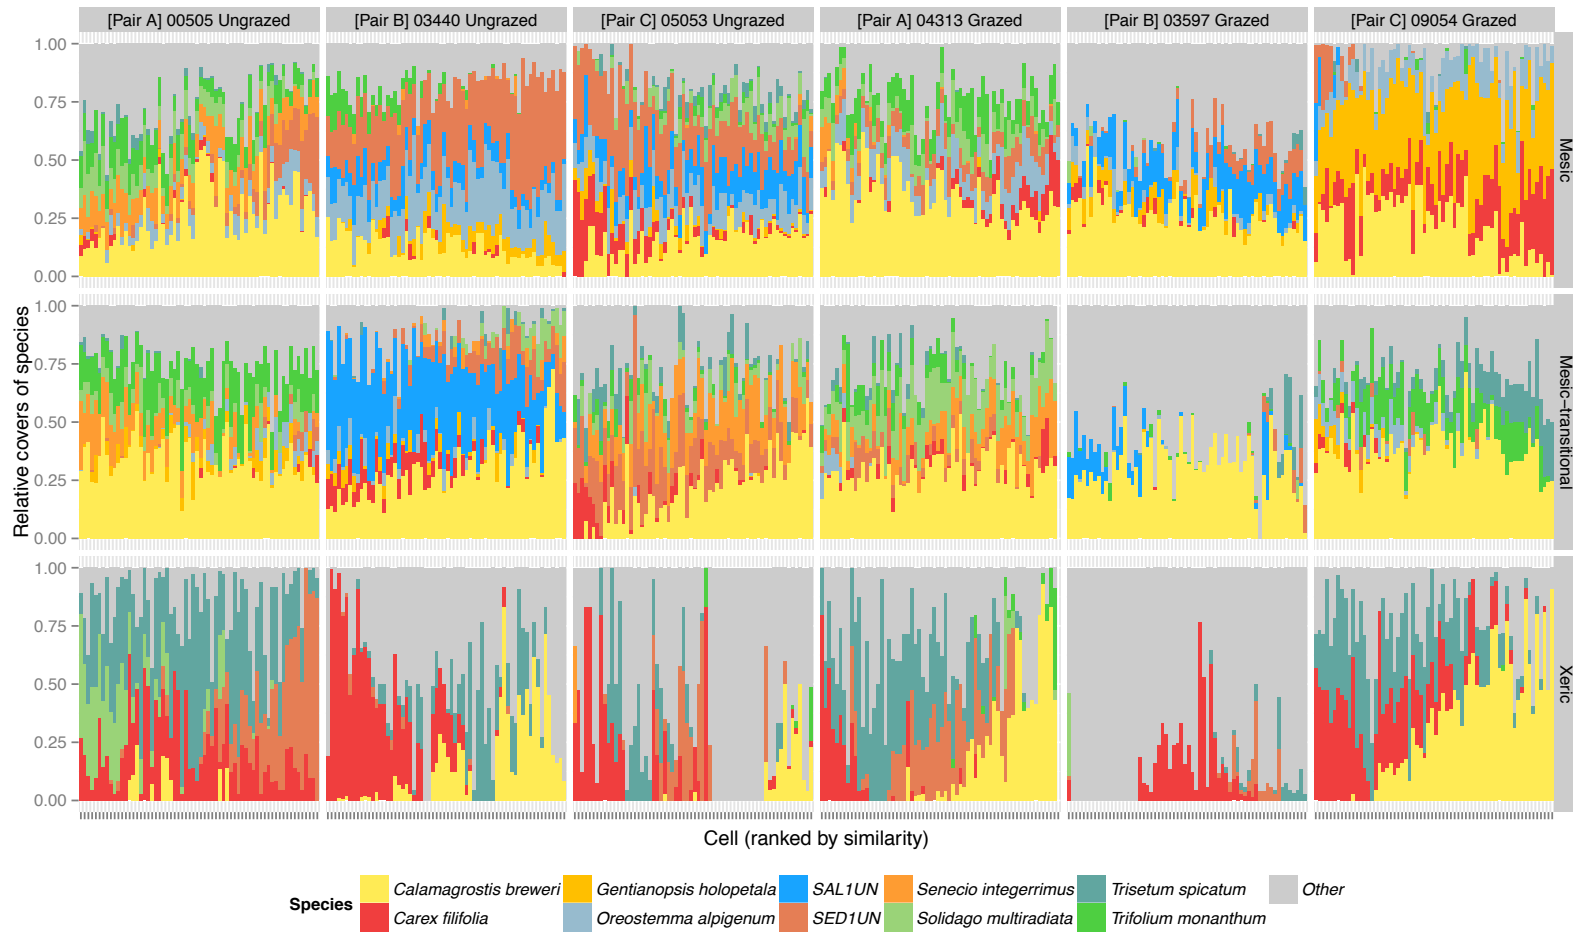 [Pair A] 00505 Ungrazed [Pair B] 03440 Ungrazed [Pair C] 05053 Ungrazed [Pair A] 04313 Grazed [Pair B] 03597 Grazed [Pair C] 09054 Grazed
1.00
0.75
0.50
0.25
0.00
Mesic
1.00
0.75
0.50
0.25
0.00
Mesic−transitional
1.00
0.75
0.50
0.25
0.00
Xeric
Relative covers of species
Cell (ranked by similarity)
Species
Calamagrostis breweri Gentianopsis holopetala SAL1UN Senecio integerrimus Trisetum spicatum Other
Carex filifolia Oreostemma alpigenum SED1UN Solidago multiradiata Trifolium monanthum